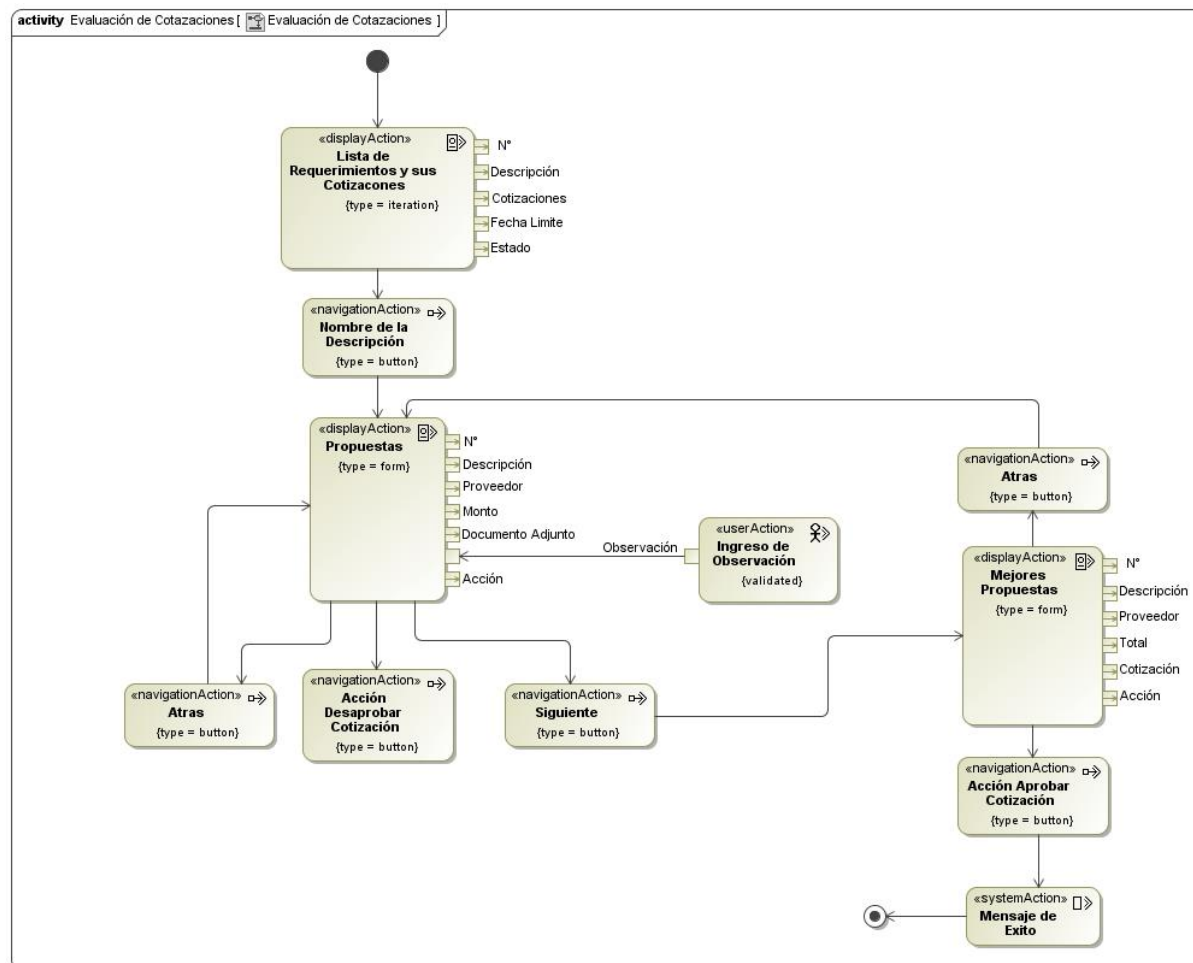 activity Evaluación de Cotazaciones [ Evaluación de Cotazaciones ]
«displayAction»
Lista de
Requerimientos y sus
Cotizacones
{type = iteration}
N°
Descripción
Cotizaciones
Fecha Limite
Estado
«navigationAction»
Nombre de la
Descripción
{type = button}
«displayAction»
Propuestas
{type = form}
N°
Descripción
Proveedor
Monto
Documento Adjunto
Observación
Acción
«userAction»
Ingreso de
Observación
{validated}
«navigationAction»
Atras
{type = button}
«displayAction»
Mejores
Propuestas
{type = form}
N°
Descripción
Proveedor
Total
Cotización
Acción
«navigationAction»
Atras
{type = button}
«navigationAction»
Acción
Desaprobar
Cotización
{type = button}
«navigationAction»
Siguiente
{type = button}
«navigationAction»
Acción Aprobar
Cotización
{type = button}
«systemAction»
Mensaje de
Exito